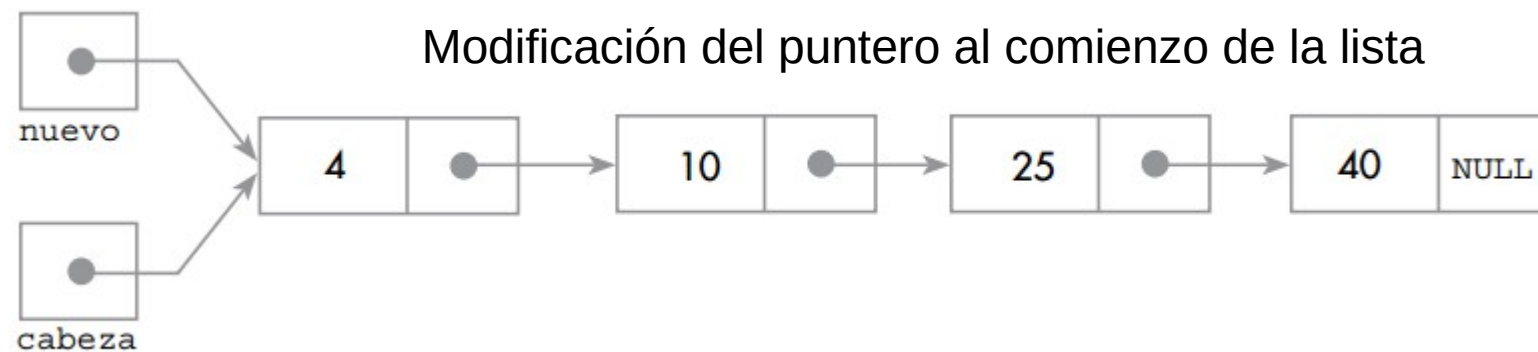 Modificación del puntero al comienzo de la lista
nuevo
4 10 25 40 NULL
cabeza